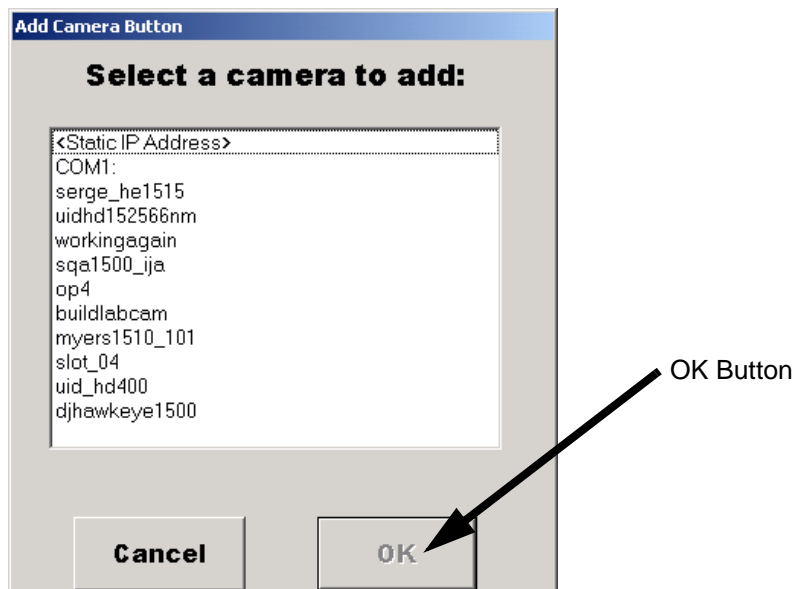 Add Camera Button
Select a camera to add:
<Static IP Address>
COM1:
serge_he1515
uidhd152566nm
workingagain
sqa1500_ija
op4
buildlabcam
myers1510_101
slot_04
uid_hd400
djhawkeye1500
OK Button
Cancel
OK